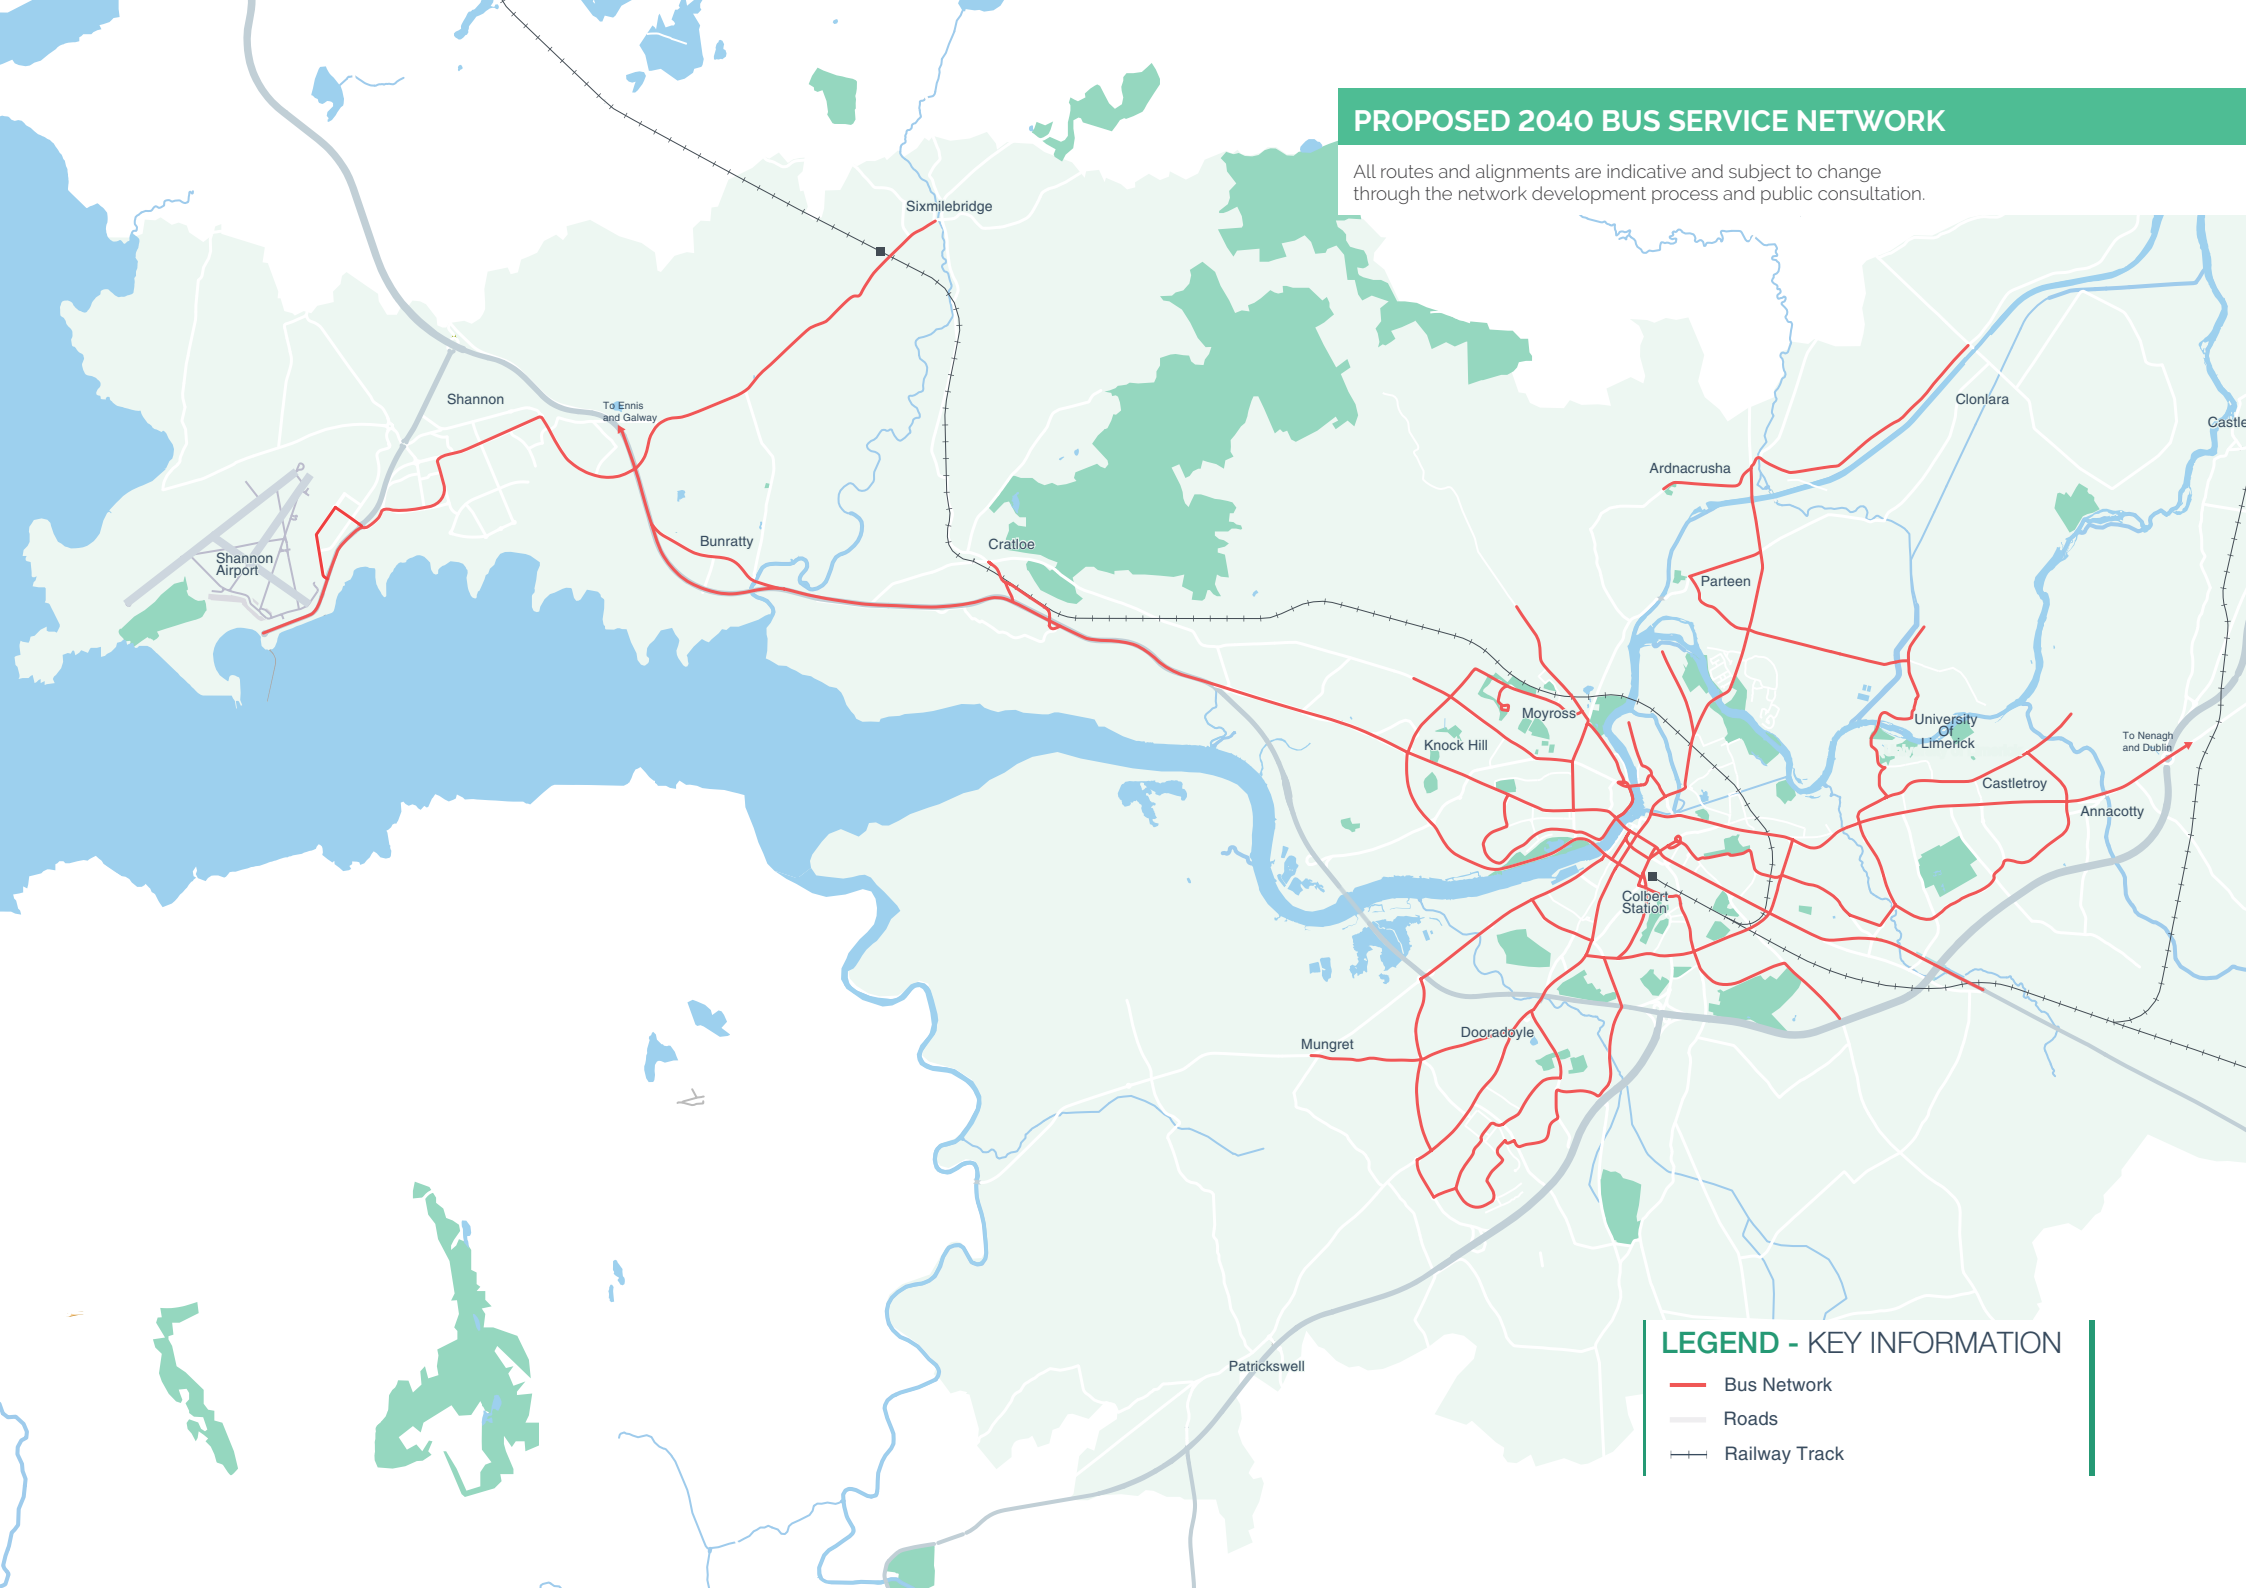 PROPOSED 2040 BUS SERVICE NETWORK
All routes and alignments are indicative and subject to change
through the network development process and public consultation.
Sixmilebridge
Shannon
To Ennis
and Galway
Clonlara
Castle
Ardnacrusha
Bunratty
Cratloe
Shannon
Airport
Parteen
Moyross
University
Of
Limerick
Knock Hill
To Nenagh
and Dublin
Castletroy
Annacotty
Colbert
Station
Dooradoyle
Mungret
Patrickswell
LEGEND - KEY INFORMATION
Bus Network
Roads
Railway Track